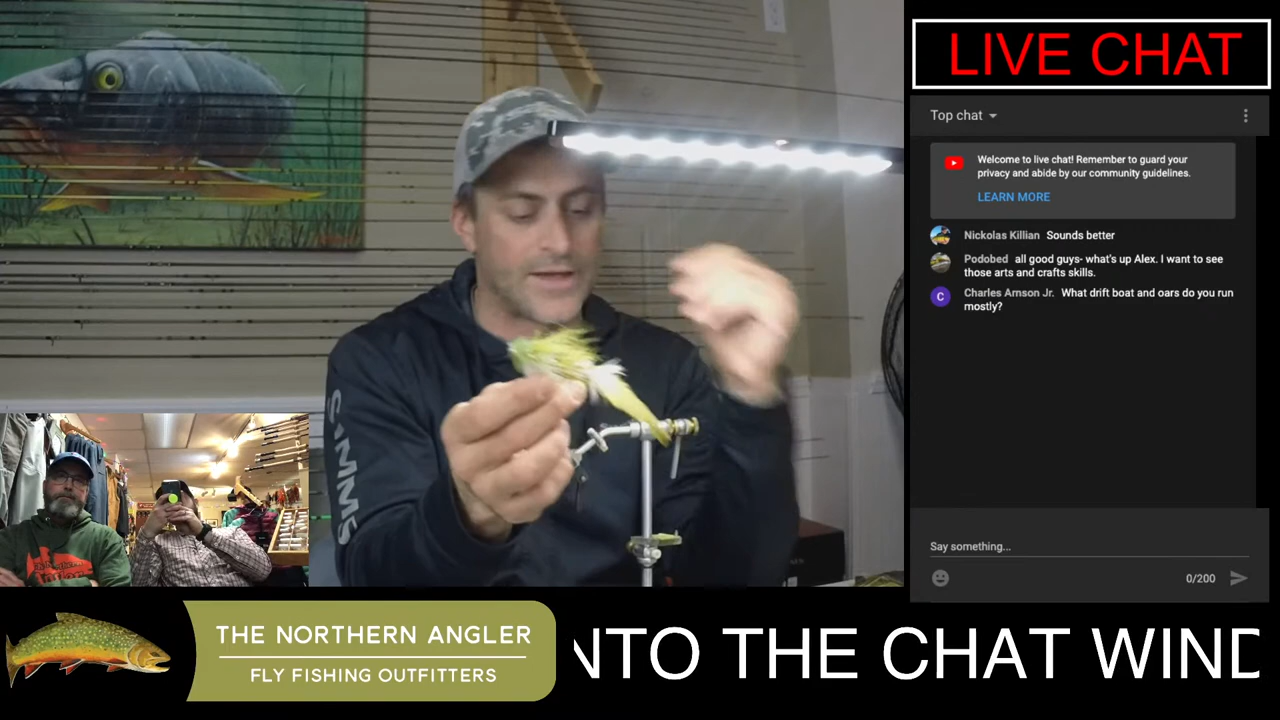 LIVE CHAT
Top chat
Welcome to live chat! Remember to guard your
privacy and abide by our community guidelines.
LEARN MORE
Nickolas Killian Sounds better
Podobed all good guys- what's up Alex. I want to see
those arts and crafts skills.
C Charles Arnson Jr. What drift boat and oars do you run
mostly?
Say something...
0/200
SIMMS
THE NORTHERN ANGLER
FLY FISHING OUTFITTERS
NTO THE CHAT WIND